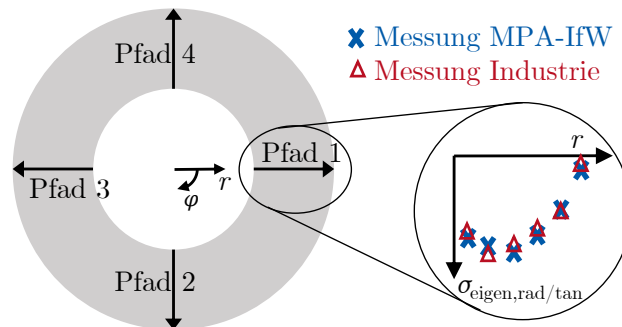 Pfad 4
Messung MPA-IfW
Messung Industrie
Pfad 1
r
Pfad 3
r
φ
Pfad 2
σeigen,rad/tan